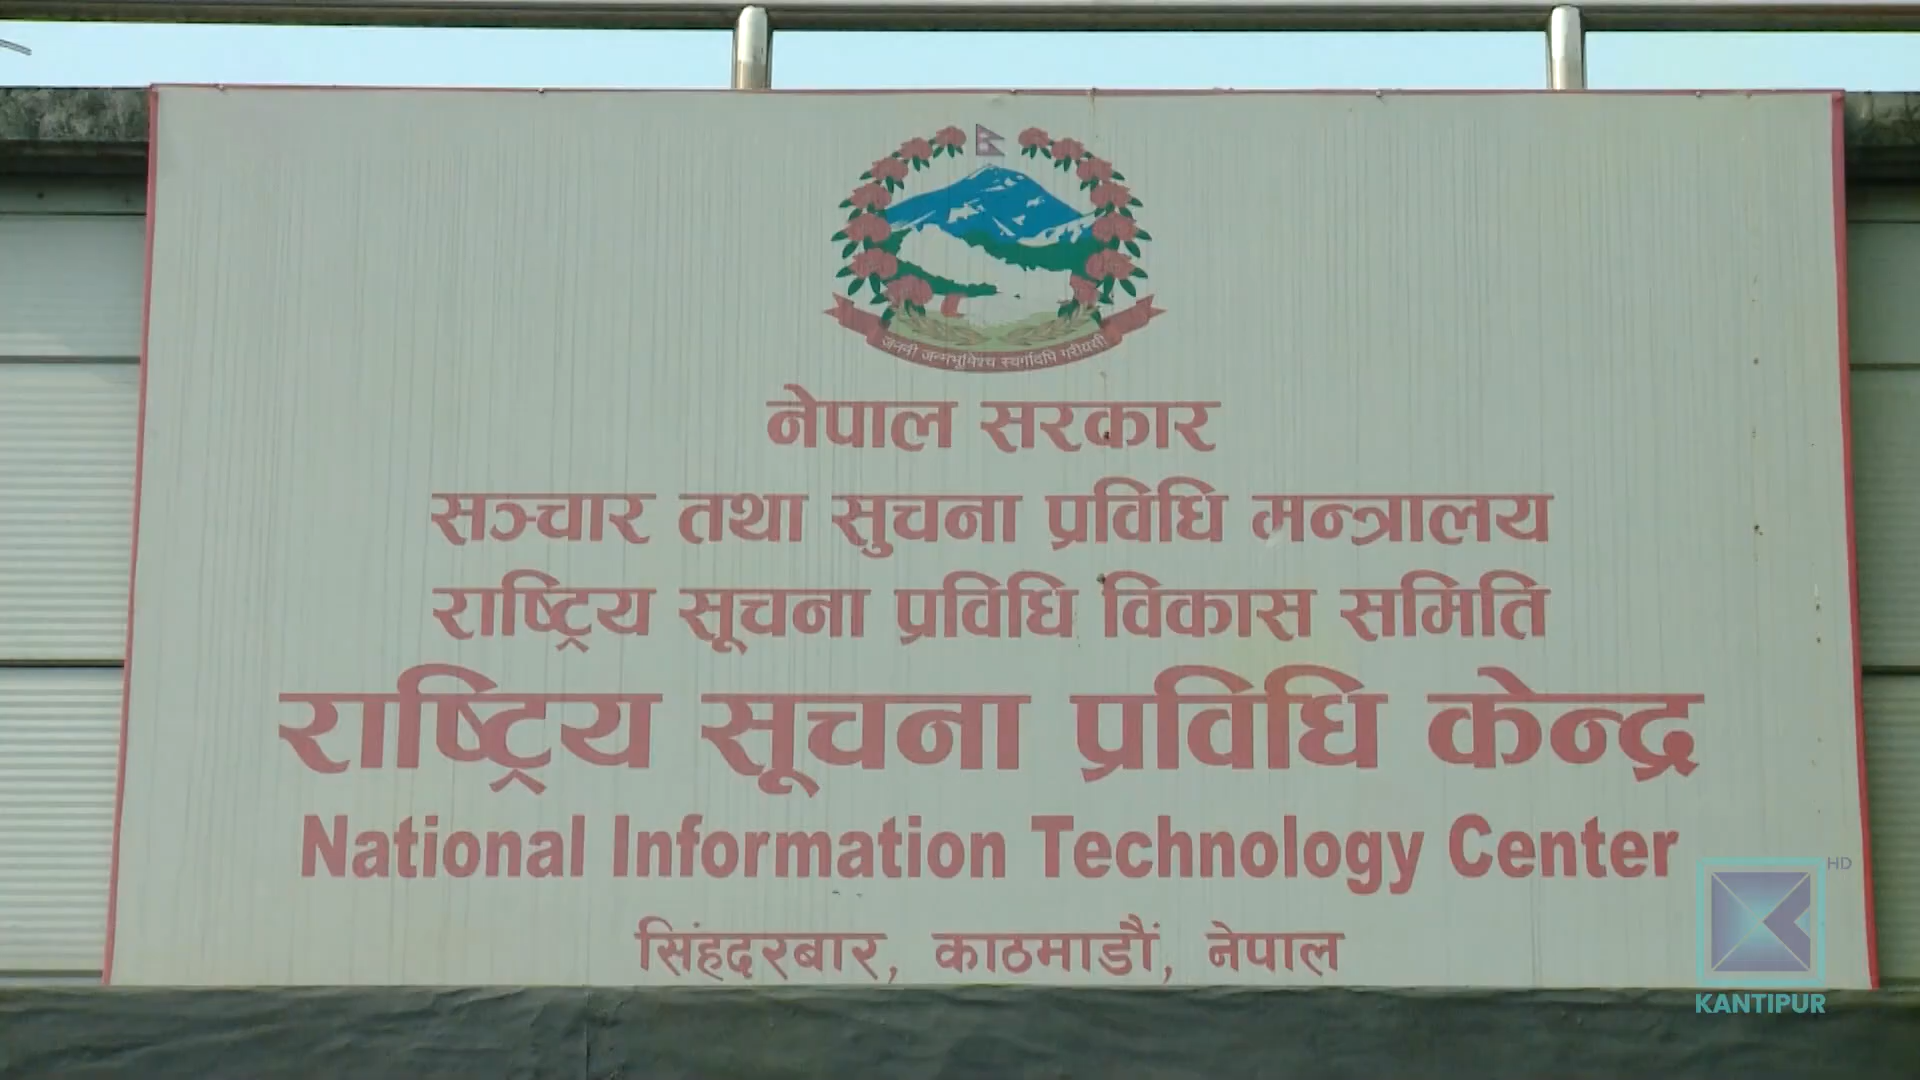 जननी जन्मभूमिश्च स्वर्गादपि गरीयसी
नेपाल सरकार
सञ्चार तथा सुचना प्रविधि मन्त्रालय
राष्ट्रिय सूचना प्रविधि विकास समिति
राष्ट्रिय सूचना प्रविधि केन्द्र
National Information Technology Center
सिंहदरबार, काठमाडौं, नेपाल
HD
KANTIPUR